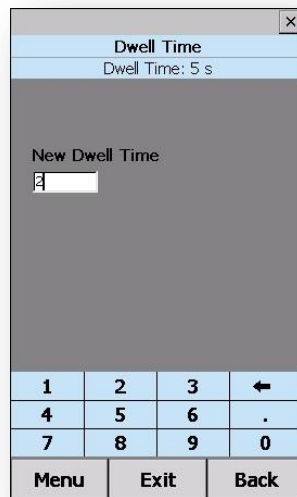 ×
Dwell Time
Dwell Time: 5 s
New Dwell Time
2
1 2 3 ←
4 5 6 .
7 8 9 0
Menu Exit Back